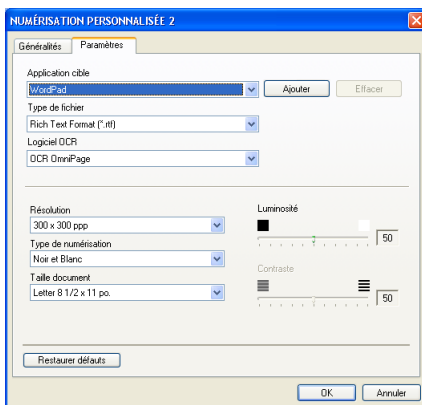 NUMÉRISATION PERSONNALISÉE 2
Généralités Paramètres
Application cible
WordPad Ajouter Effacer
Type de fichier
Rich Text Format (*.rtf)
Logiciel OCR
OCR OmniPage
Résolution Luminosité
300 x 300 ppp 50
Type de numérisation
Noir et Blanc
Contraste
Taille document
Letter 8 1/2 x 11 po. 50
Restaurer défauts
OK Annuler